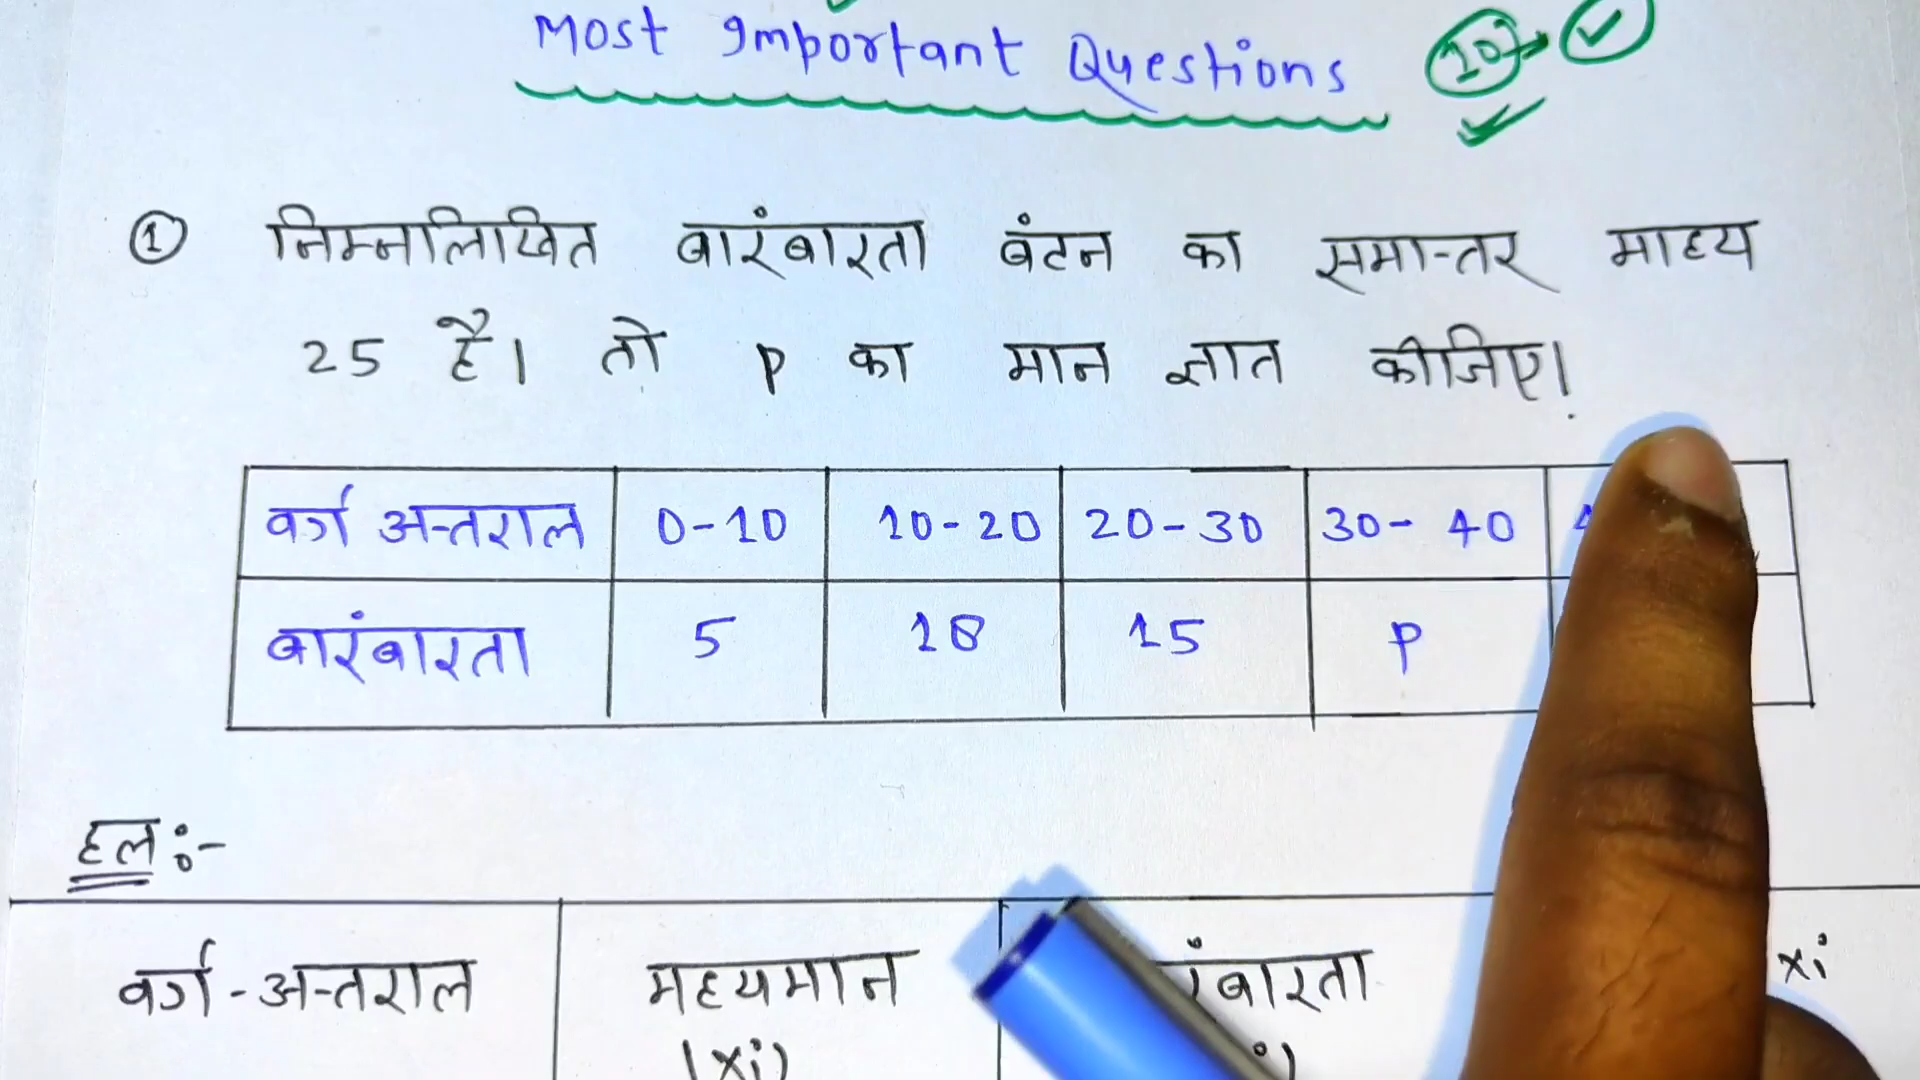 Most Important Questions 10
① निम्नलिखित बारंबारता बंटन का समान्तर माध्य
25 है। तो P का मान ज्ञात कीजिए।
वर्ग अन्तराल 0-10 10-20 20-30 30-40
बारंबारता 5 18 15 P
हल :-
वर्ग-अन्तराल मध्यमान xi
(xi)